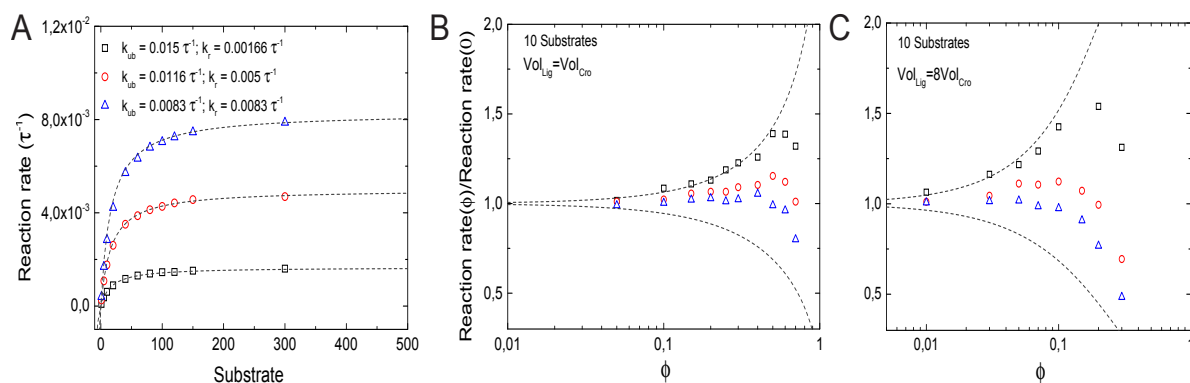 A
1,2x10⁻²
8,0x10⁻³
4,0x10⁻³
0,0
Reaction rate (τ⁻¹)
k_ub = 0.015 τ⁻¹; k_r = 0.00166 τ⁻¹
k_ub = 0.0116 τ⁻¹; k_r = 0.005 τ⁻¹
k_ub = 0.0083 τ⁻¹; k_r = 0.0083 τ⁻¹
0 100 200 300 400 500
Substrate
B
2,0
1,5
1,0
0,5
Reaction rate(ϕ)/Reaction rate(0)
10 Substrates
Vol_Lig=Vol_Cro
0,01 0,1 1
ϕ
C
2,0
1,5
1,0
0,5
10 Substrates
Vol_Lig=8Vol_Cro
0,01 0,1 1
ϕ